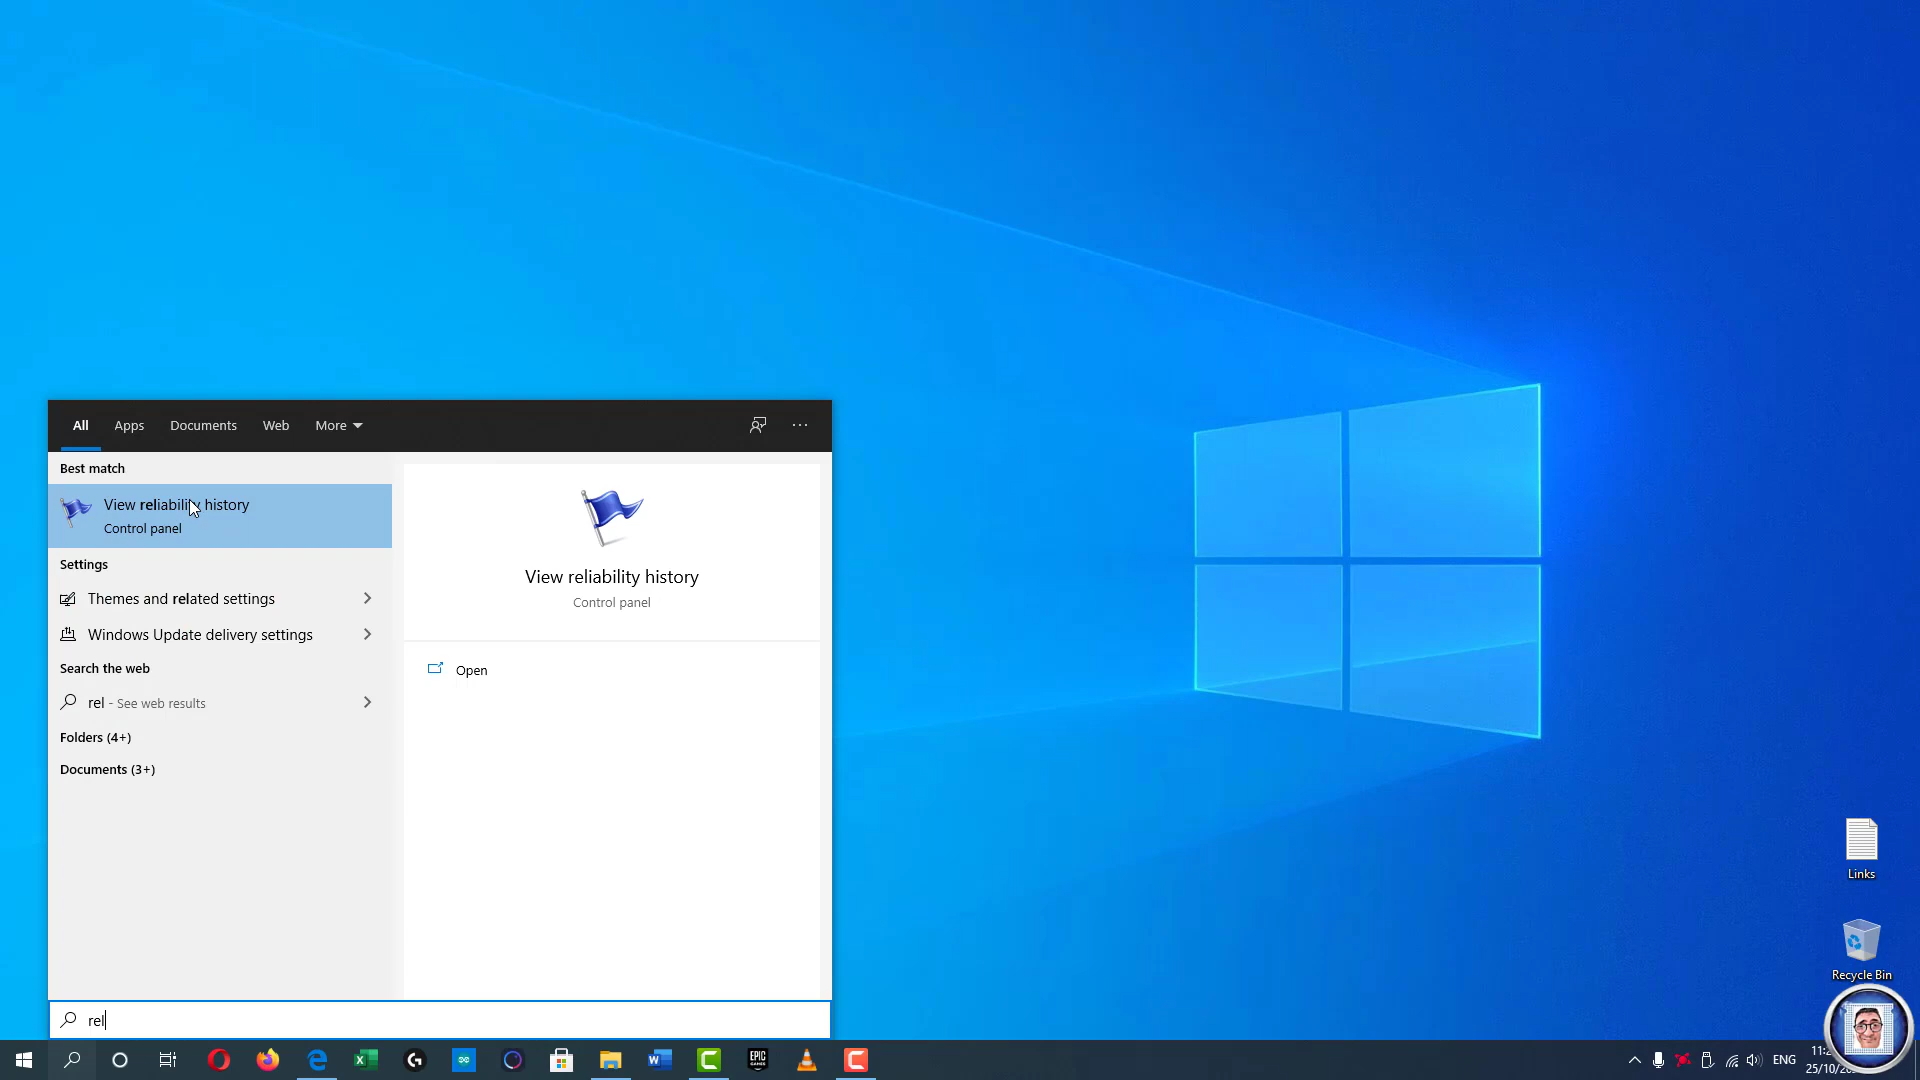 All Apps Documents Web More
Best match
View reliability history
Control panel
Settings
Themes and related settings
Windows Update delivery settings
Search the web
rel - See web results
Folders (4+)
Documents (3+)
View reliability history
Control panel
Open
rel
Links
Recycle Bin
EPIC
GAMES
ENG